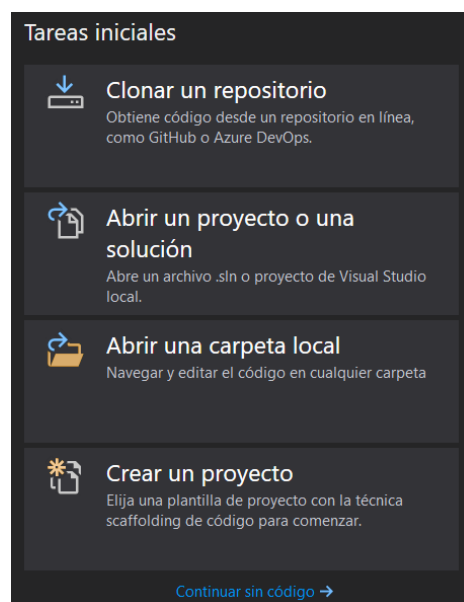 Tareas iniciales
Clonar un repositorio
Obtiene código desde un repositorio en línea,
como GitHub o Azure DevOps.
Abrir un proyecto o una
solución
Abre un archivo .sln o proyecto de Visual Studio
local.
Abrir una carpeta local
Navegar y editar el código en cualquier carpeta
Crear un proyecto
Elija una plantilla de proyecto con la técnica
scaffolding de código para comenzar.
Continuar sin código →